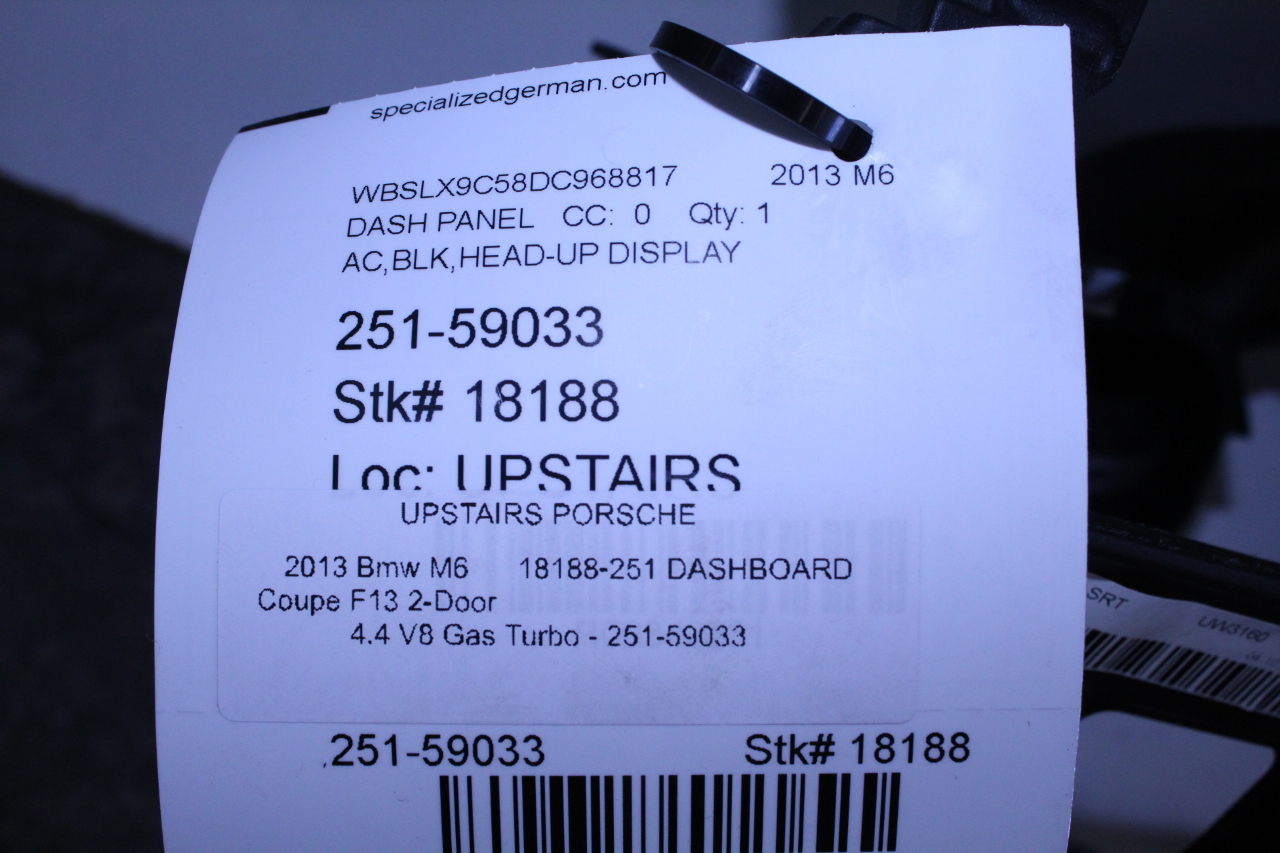 specializedgerman.com
WBSLX9C58DC968817 2013 M6
DASH PANEL CC: 0 Qty: 1
AC,BLK,HEAD-UP DISPLAY
251-59033
Stk# 18188
Loc: UPSTAIRS
UPSTAIRS PORSCHE
2013 Bmw M6 18188-251 DASHBOARD
Coupe F13 2-Door
4.4 V8 Gas Turbo - 251-59033
251-59033 Stk# 18188
SRT UW3160